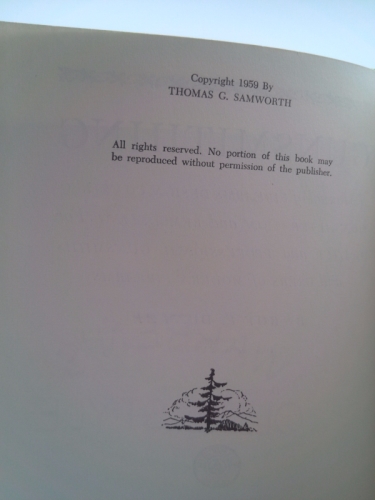 Copyright 1959 By
THOMAS G. SAMWORTH
All rights reserved. No portion of this book may
be reproduced without permission of the publisher.